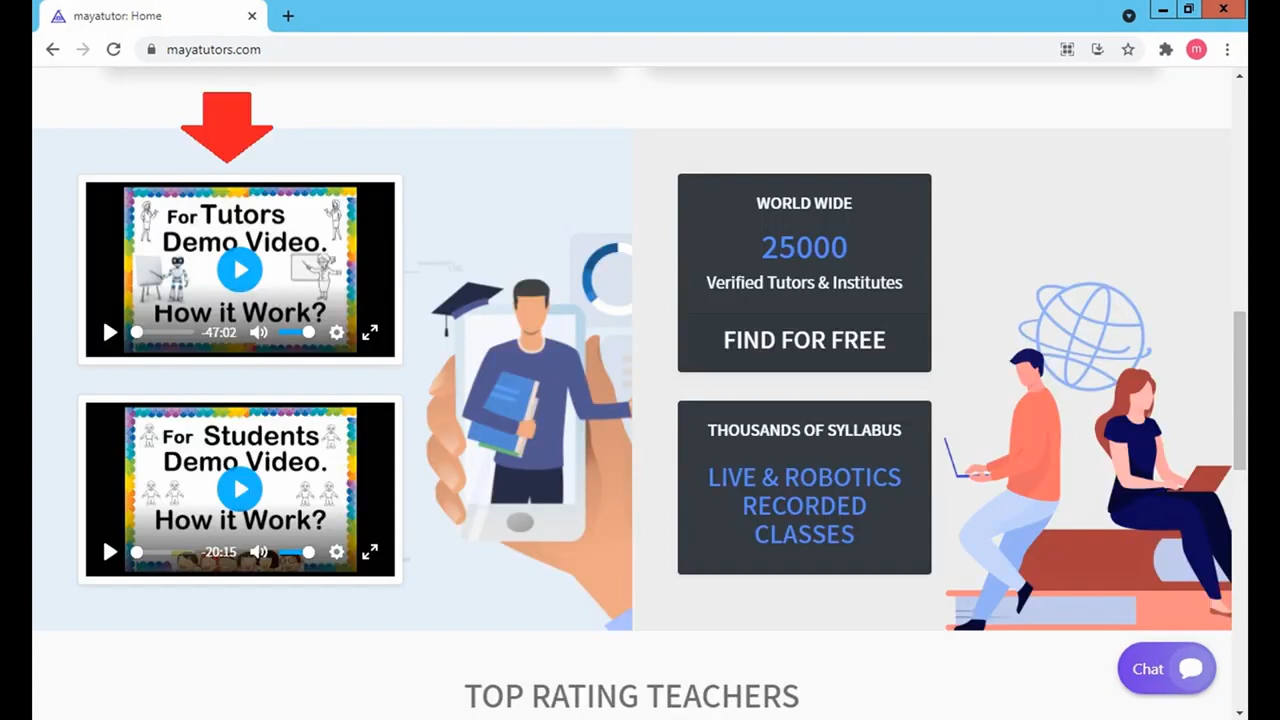 mayatutor: Home
mayatutors.com
m
For Tutors
Demo Video.
How it Work?
-47:02
For Students
Demo Video.
How it Work?
-20:15
WORLD WIDE
25000
Verified Tutors & Institutes
FIND FOR FREE
THOUSANDS OF SYLLABUS
LIVE & ROBOTICS
RECORDED
CLASSES
Chat
TOP RATING TEACHERS